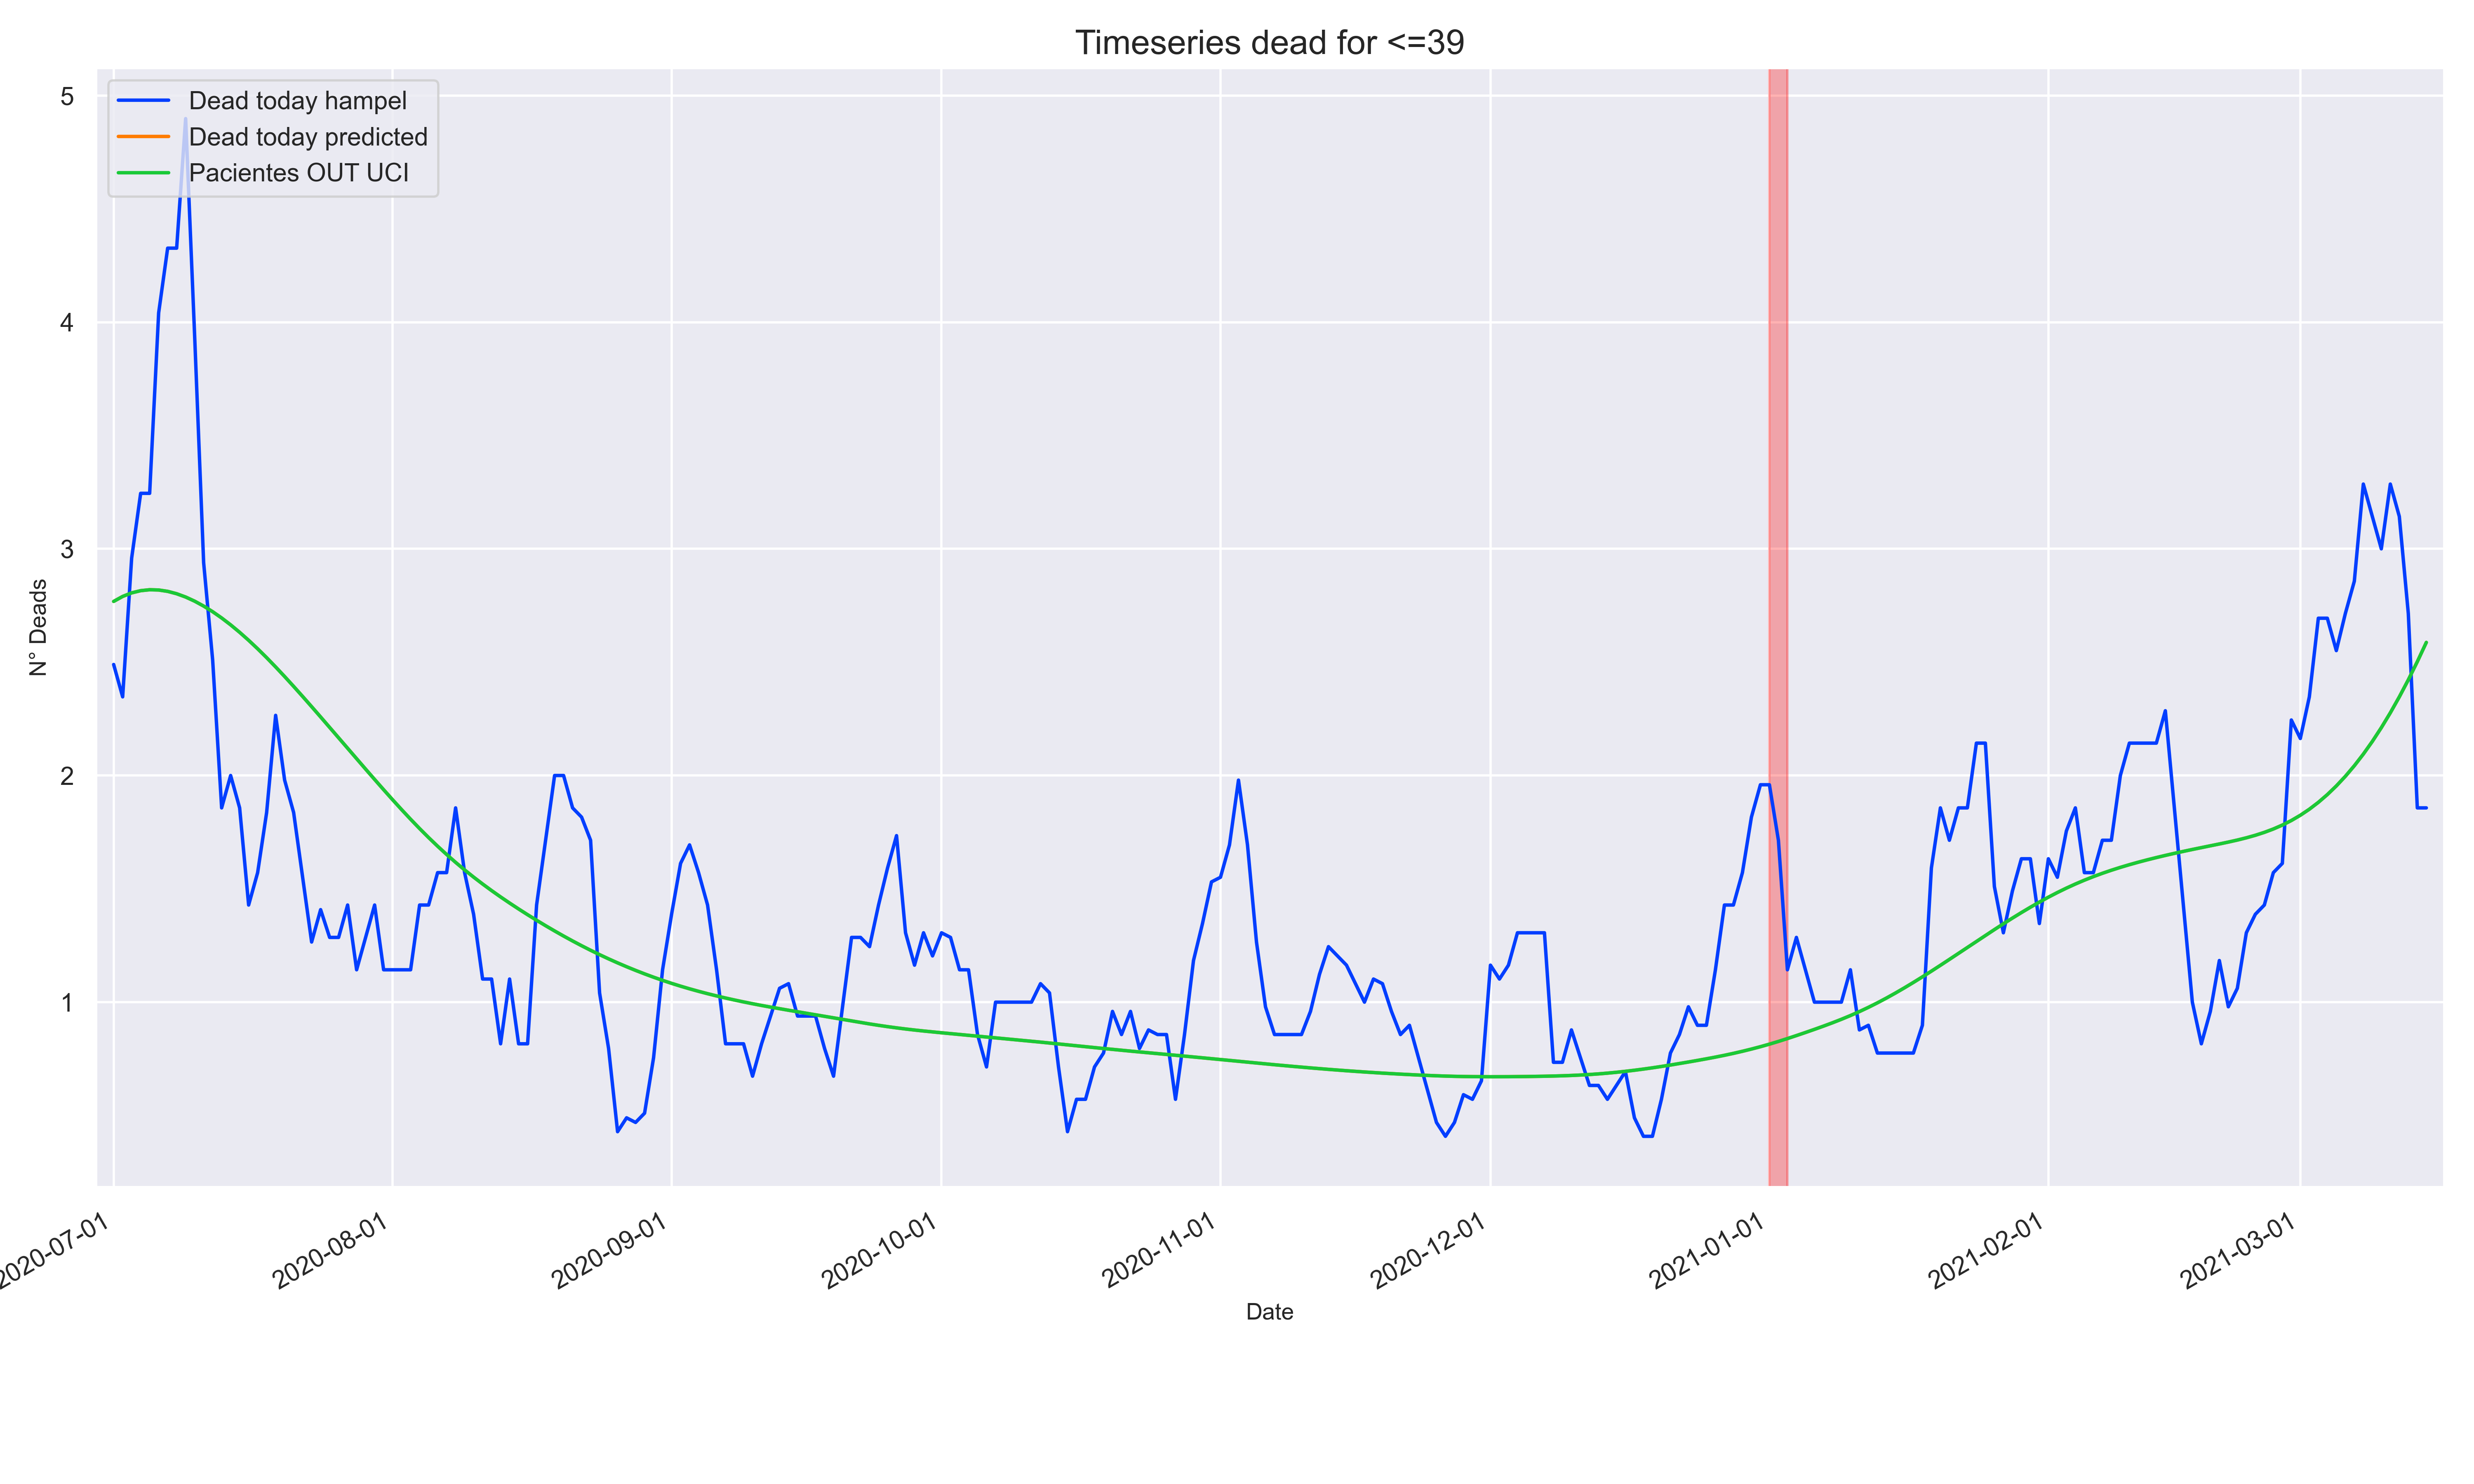 Timeseries dead for <=39
Dead today hampel
Dead today predicted
Pacientes OUT UCI
5
4
3
2
1
N° Deads
2020-07-01
2020-08-01
2020-09-01
2020-10-01
2020-11-01
2020-12-01
2021-01-01
2021-02-01
2021-03-01
Date